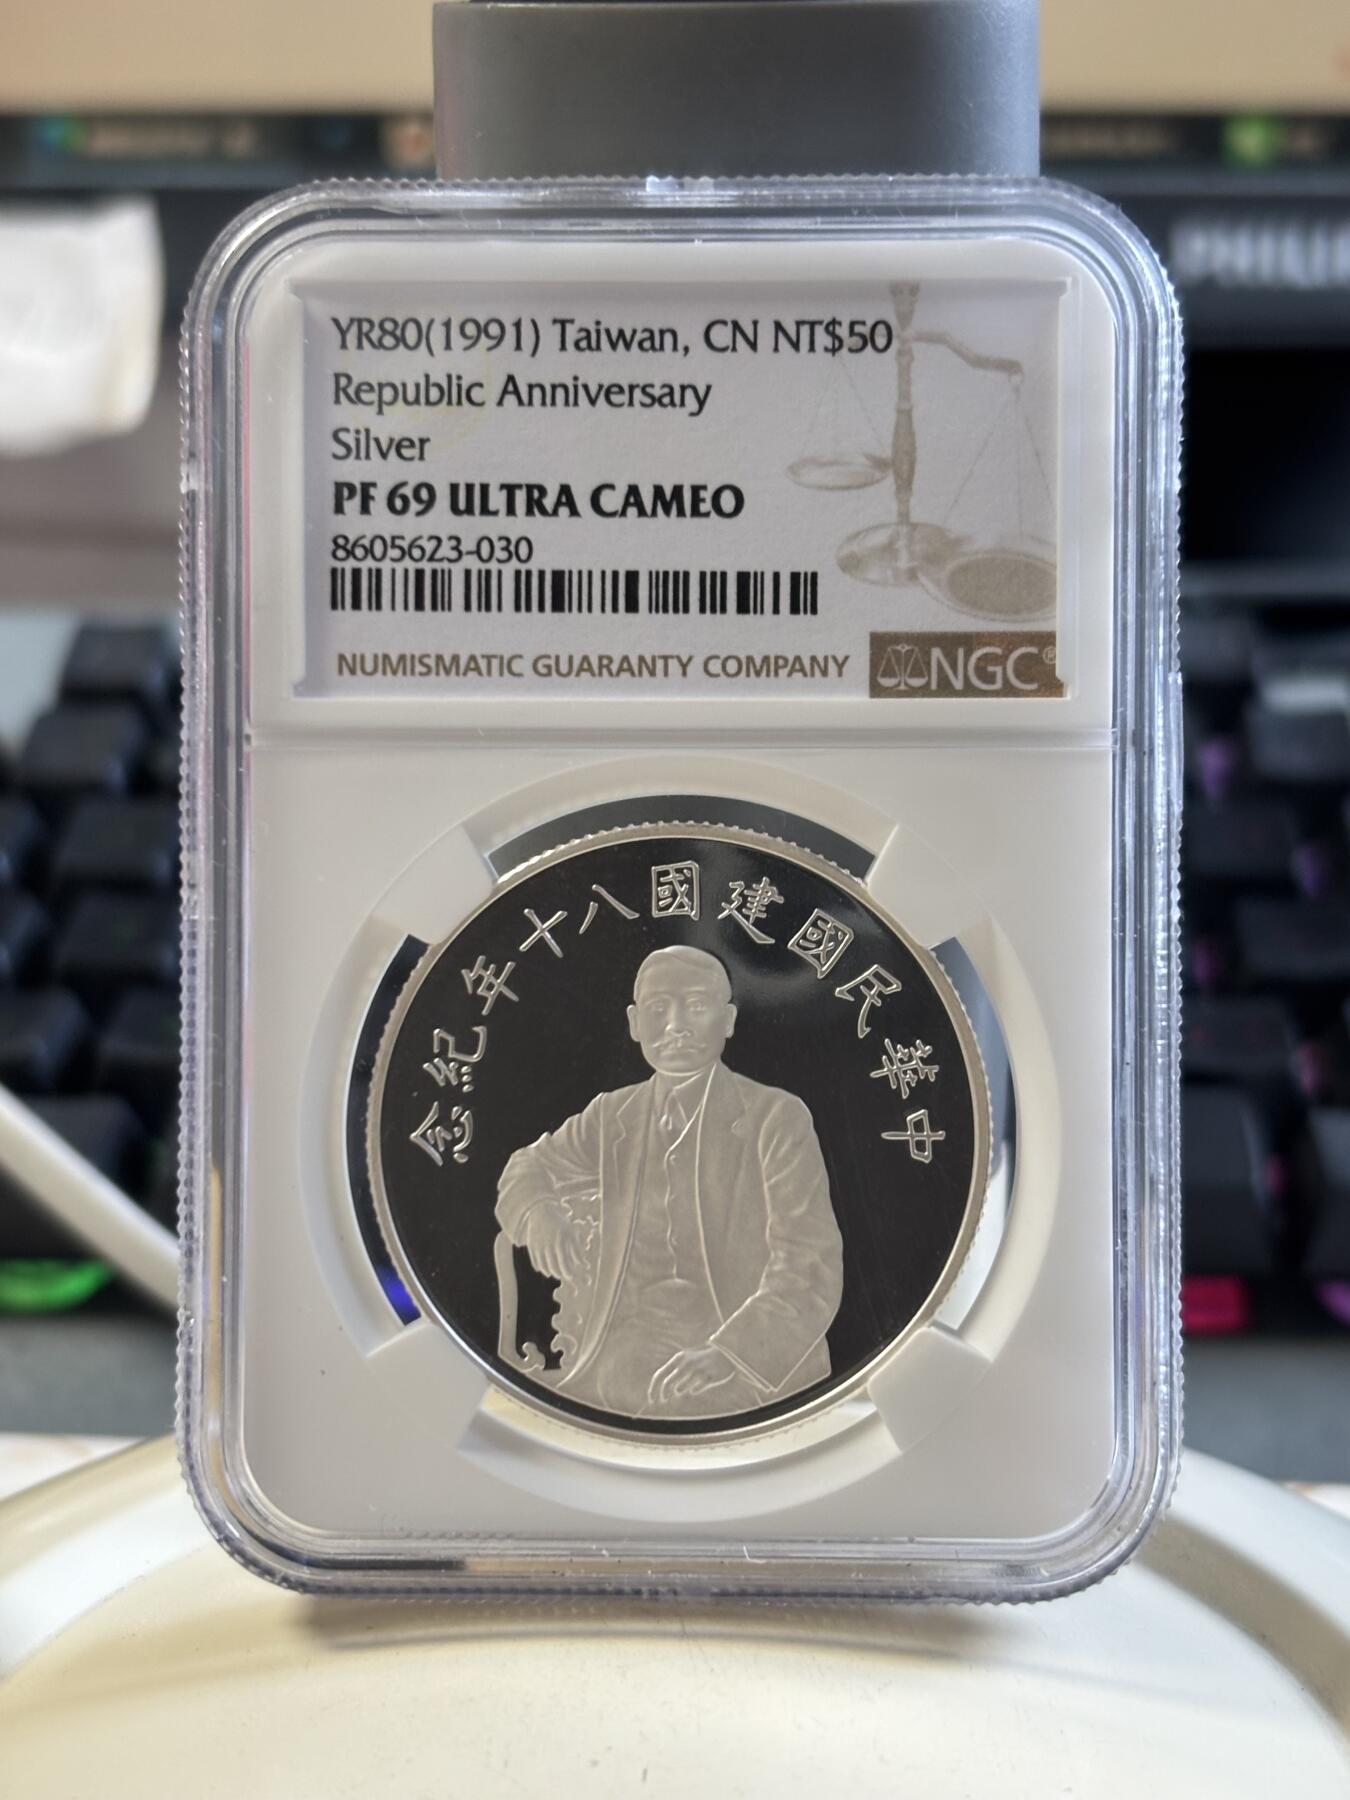 YR80(1991) Taiwan, CN NT$50
Republic Anniversary
Silver
PF 69 ULTRA CAMEO
8605623-030
NUMISMATIC GUARANTY COMPANY NGC®
中華民國建國八十年紀念